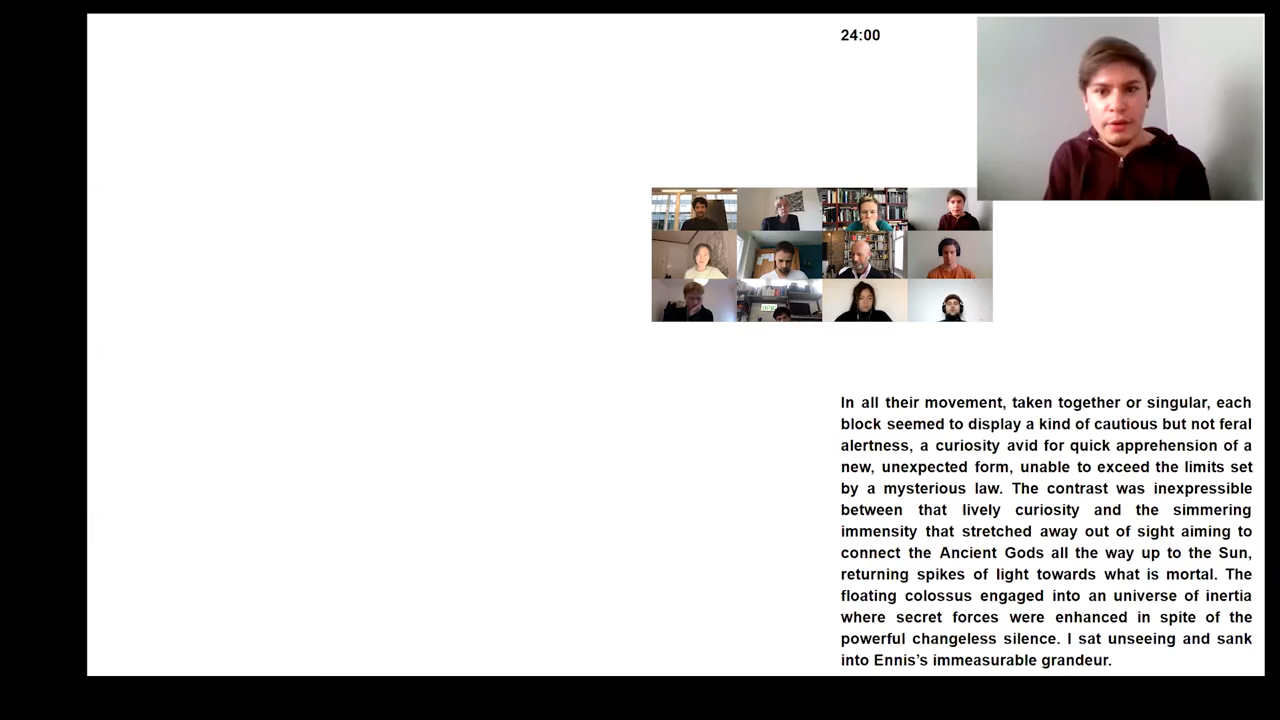 24:00
In all their movement, taken together or singular, each
block seemed to display a kind of cautious but not feral
alertness, a curiosity avid for quick apprehension of a
new, unexpected form, unable to exceed the limits set
by a mysterious law. The contrast was inexpressible
between that lively curiosity and the simmering
immensity that stretched away out of sight aiming to
connect the Ancient Gods all the way up to the Sun,
returning spikes of light towards what is mortal. The
floating colossus engaged into an universe of inertia
where secret forces were enhanced in spite of the
powerful changeless silence. I sat unseeing and sank
into Ennis’s immeasurable grandeur.